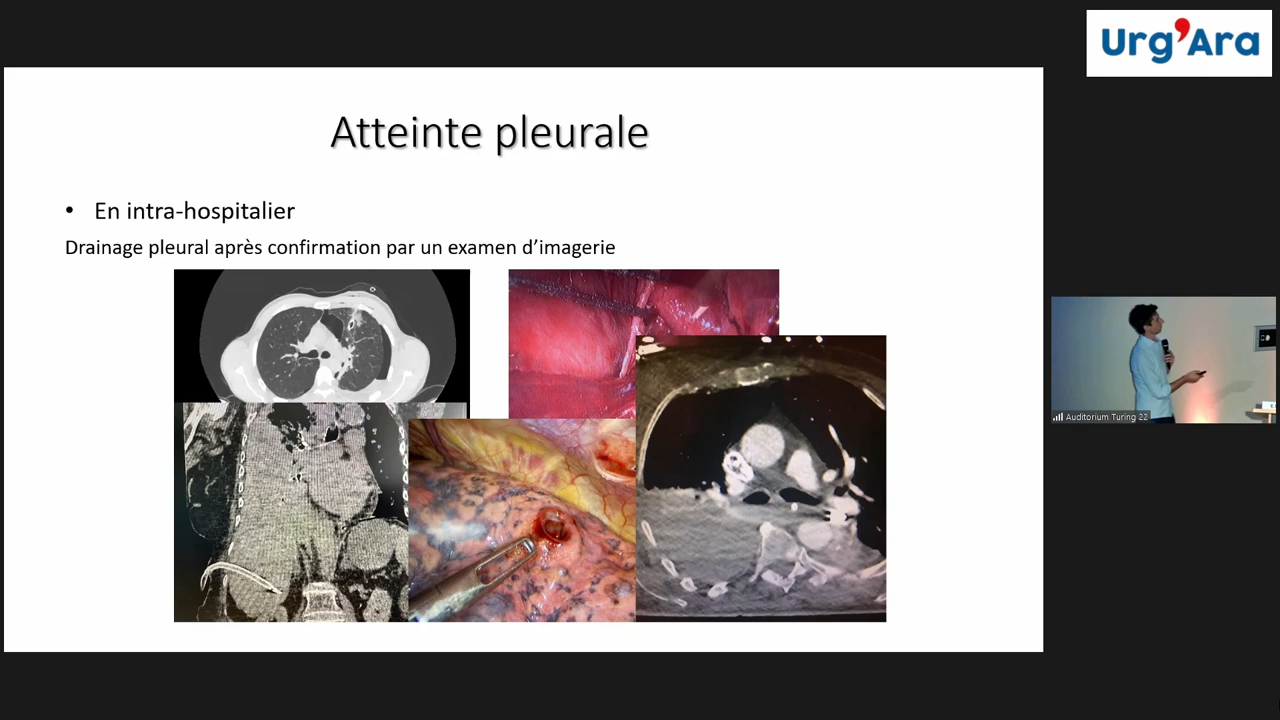 Urg'Ara
Atteinte pleurale
• En intra-hospitalier
Drainage pleural après confirmation par un examen d’imagerie
Auditorium Turing 22